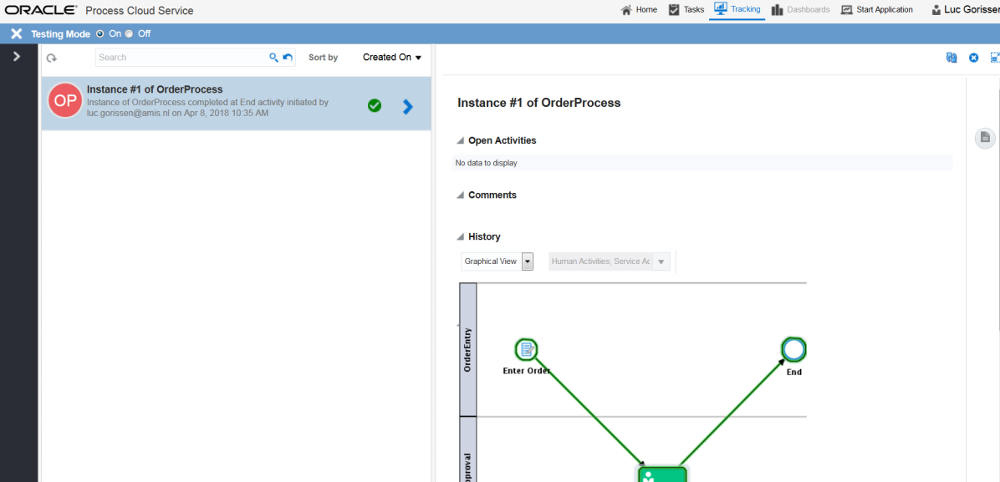 ORACLE® Process Cloud Service
Home Tasks Tracking Dashboards Start Application Luc Gorissen
Testing Mode On Off
Search
Sort by
Created On
OP
Instance #1 of OrderProcess
Instance of OrderProcess completed at End activity initiated by
luc.gorissen@amis.nl on Apr 8, 2018 10:35 AM
Instance #1 of OrderProcess
Open Activities
No data to display
Comments
History
Graphical View
Human Activities; Service Ac
OrderEntry
Enter Order
End
proval